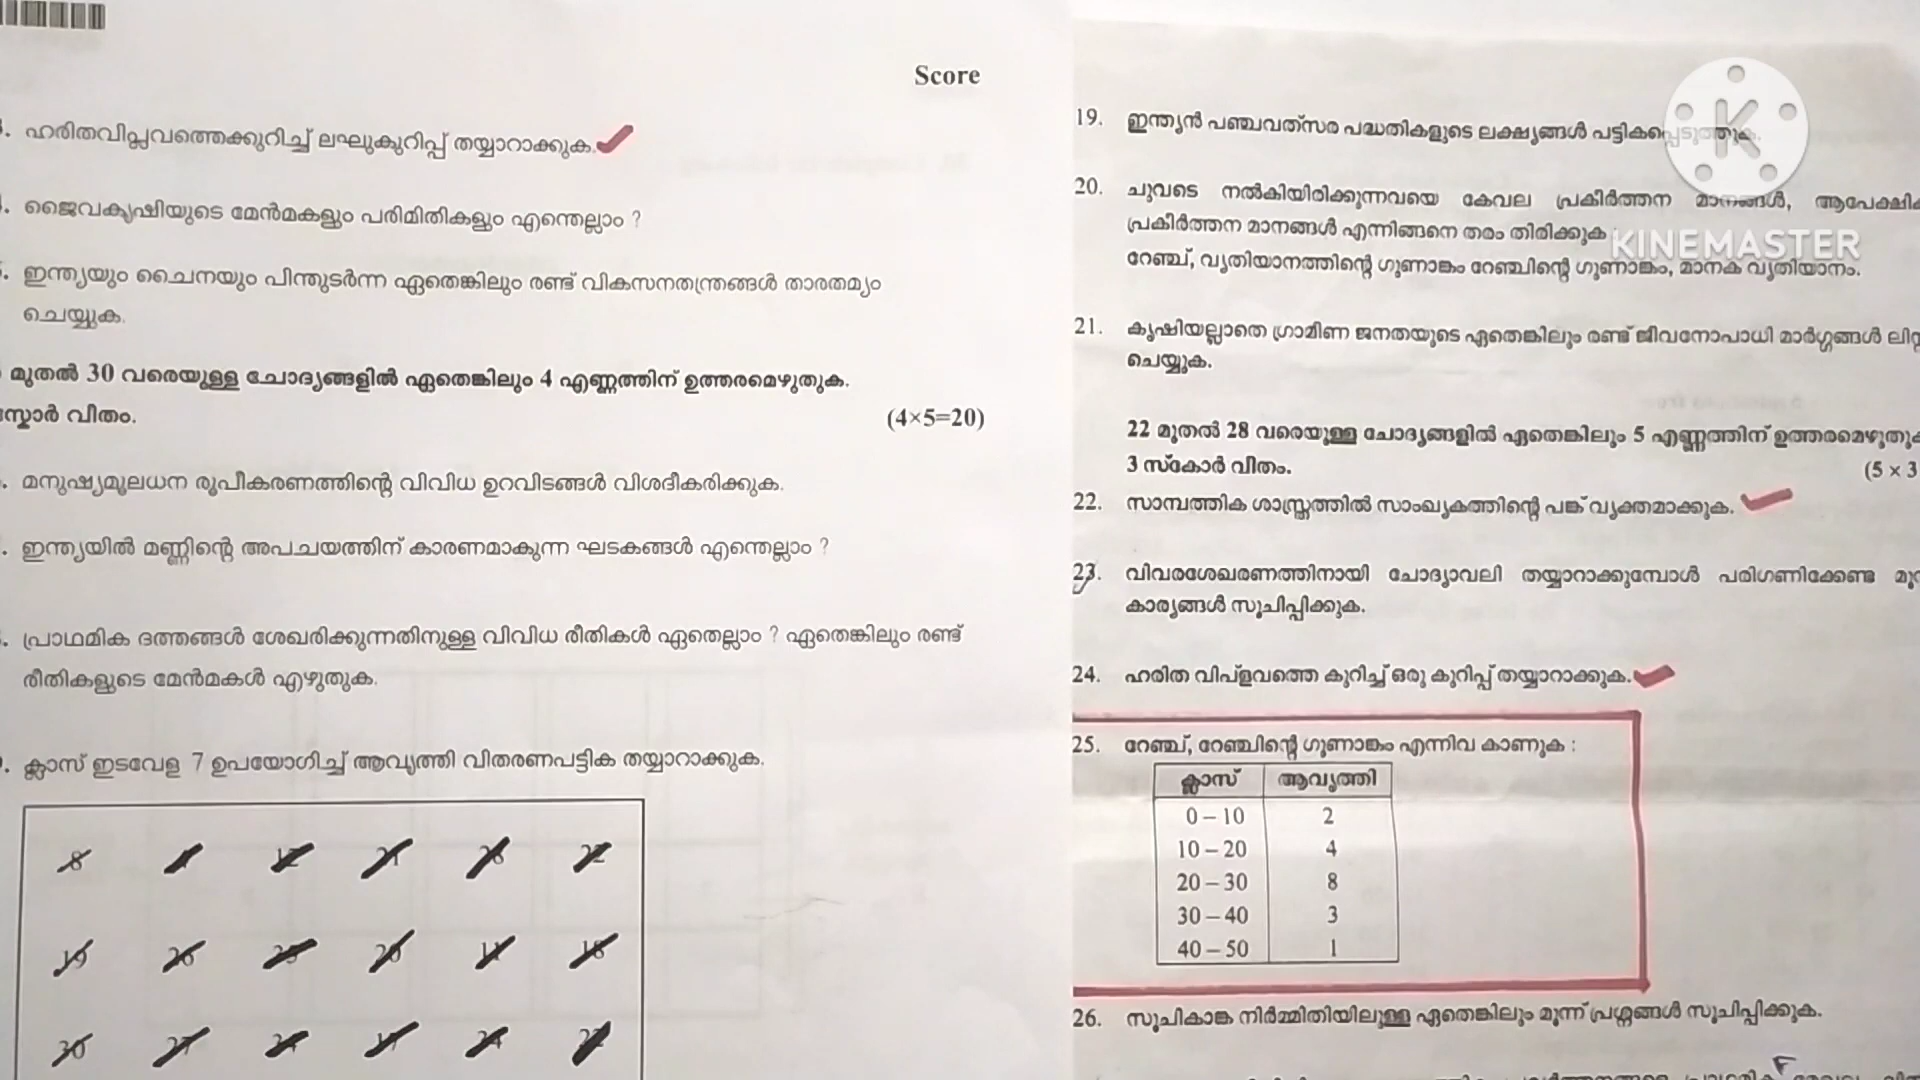 Score
. ഹരിതവിപ്ലവത്തെക്കുറിച്ച് ലഘുകുറിപ്പ് തയ്യാറാക്കുക.
. ജൈവകൃഷിയുടെ മേൻമകളും പരിമിതികളും എന്തെല്ലാം ?
. ഇന്ത്യയും ചൈനയും പിന്തുടർന്ന ഏതെങ്കിലും രണ്ട് വികസനതന്ത്രങ്ങൾ താരതമ്യം
ചെയ്യുക.
മുതൽ 30 വരെയുള്ള ചോദ്യങ്ങളിൽ ഏതെങ്കിലും 4 എണ്ണത്തിന് ഉത്തരമെഴുതുക.
സ്കോർ വീതം. (4×5=20)
. മനുഷ്യമൂലധന രൂപീകരണത്തിന്റെ വിവിധ ഉറവിടങ്ങൾ വിശദീകരിക്കുക.
. ഇന്ത്യയിൽ മണ്ണിന്റെ അപചയത്തിന് കാരണമാകുന്ന ഘടകങ്ങൾ എന്തെല്ലാം ?
. പ്രാഥമിക ദത്തങ്ങൾ ശേഖരിക്കുന്നതിനുള്ള വിവിധ രീതികൾ ഏതെല്ലാം ? ഏതെങ്കിലും രണ്ട്
രീതികളുടെ മേൻമകൾ എഴുതുക.
. ക്ലാസ് ഇടവേള 7 ഉപയോഗിച്ച് ആവൃത്തി വിതരണപട്ടിക തയ്യാറാക്കുക.
19. ഇന്ത്യൻ പഞ്ചവത്സര പദ്ധതികളുടെ ലക്ഷ്യങ്ങൾ പട്ടികപ്പെടുത്തുക.
20. ചുവടെ നൽകിയിരിക്കുന്നവയെ കേവല പ്രകീർത്തന മാനങ്ങൾ,
പ്രകീർത്തന മാനങ്ങൾ എന്നിങ്ങനെ തരം തിരിക്കുക
KINEMASTER
റേഞ്ച്, വ്യതിയാനത്തിന്റെ ഗുണാങ്കം റേഞ്ചിന്റെ ഗുണാങ്കം, മാനക വ്യതിയാനം.
21. കൃഷിയല്ലാതെ ഗ്രാമീണ ജനതയുടെ ഏതെങ്കിലും രണ്ട് ജീവനോപാധി മാർഗ്ഗങ്ങൾ
ചെയ്യുക.
22 മുതൽ 28 വരെയുള്ള ചോദ്യങ്ങളിൽ ഏതെങ്കിലും 5 എണ്ണത്തിന് ഉത്തരമെഴുതുക
3 സ്കോർ വീതം. (5 × 3
22. സാമ്പത്തിക ശാസ്ത്രത്തിൽ സാംഖ്യകത്തിന്റെ പങ്ക് വ്യക്തമാക്കുക.
23. വിവരശേഖരണത്തിനായി ചോദ്യാവലി തയ്യാറാക്കുമ്പോൾ പരിഗണിക്കേണ്ട
കാര്യങ്ങൾ സൂചിപ്പിക്കുക.
24. ഹരിത വിപ്ളവത്തെ കുറിച്ച് ഒരു കുറിപ്പ് തയ്യാറാക്കുക.
25. റേഞ്ച്, റേഞ്ചിന്റെ ഗുണാങ്കം എന്നിവ കാണുക :
ക്ലാസ് ആവൃത്തി
0 – 10 2
10 – 20 4
20 – 30 8
30 – 40 3
40 – 50 1
26. സൂചികാങ്ക നിർമ്മിതിയിലുള്ള ഏതെങ്കിലും മൂന്ന് പ്രശ്നങ്ങൾ സൂചിപ്പിക്കുക.